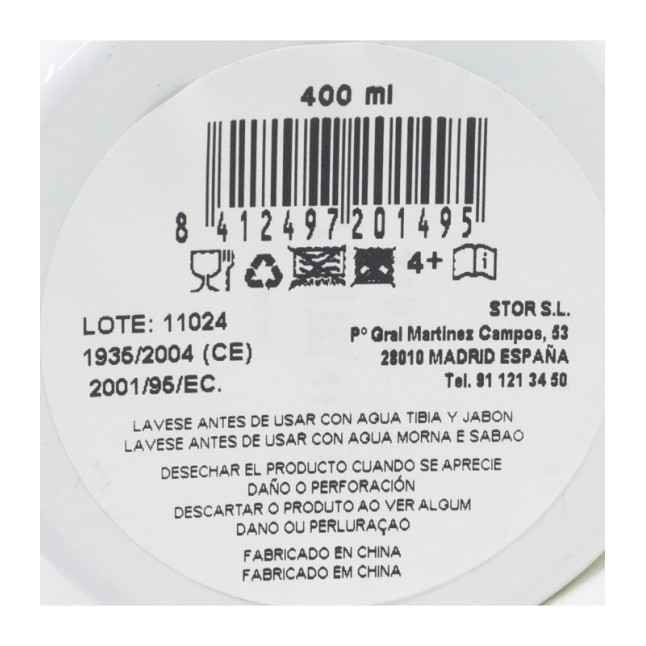 400 ml
8 412497 201495
4+
LOTE: 11024
1935/2004 (CE)
2001/95/EC.
STOR S.L.
Pº Gral Martinez Campos, 53
28010 MADRID ESPAÑA
Tel. 91 121 34 50
LAVESE ANTES DE USAR CON AGUA TIBIA Y JABON
LAVESE ANTES DE USAR COM AGUA MORNA E SABAO
DESECHAR EL PRODUCTO CUANDO SE APRECIE
DAÑO O PERFORACIÓN
DESCARTAR O PRODUTO AO VER ALGUM
DANO OU PERLURAÇAO
FABRICADO EN CHINA
FABRICADO EM CHINA